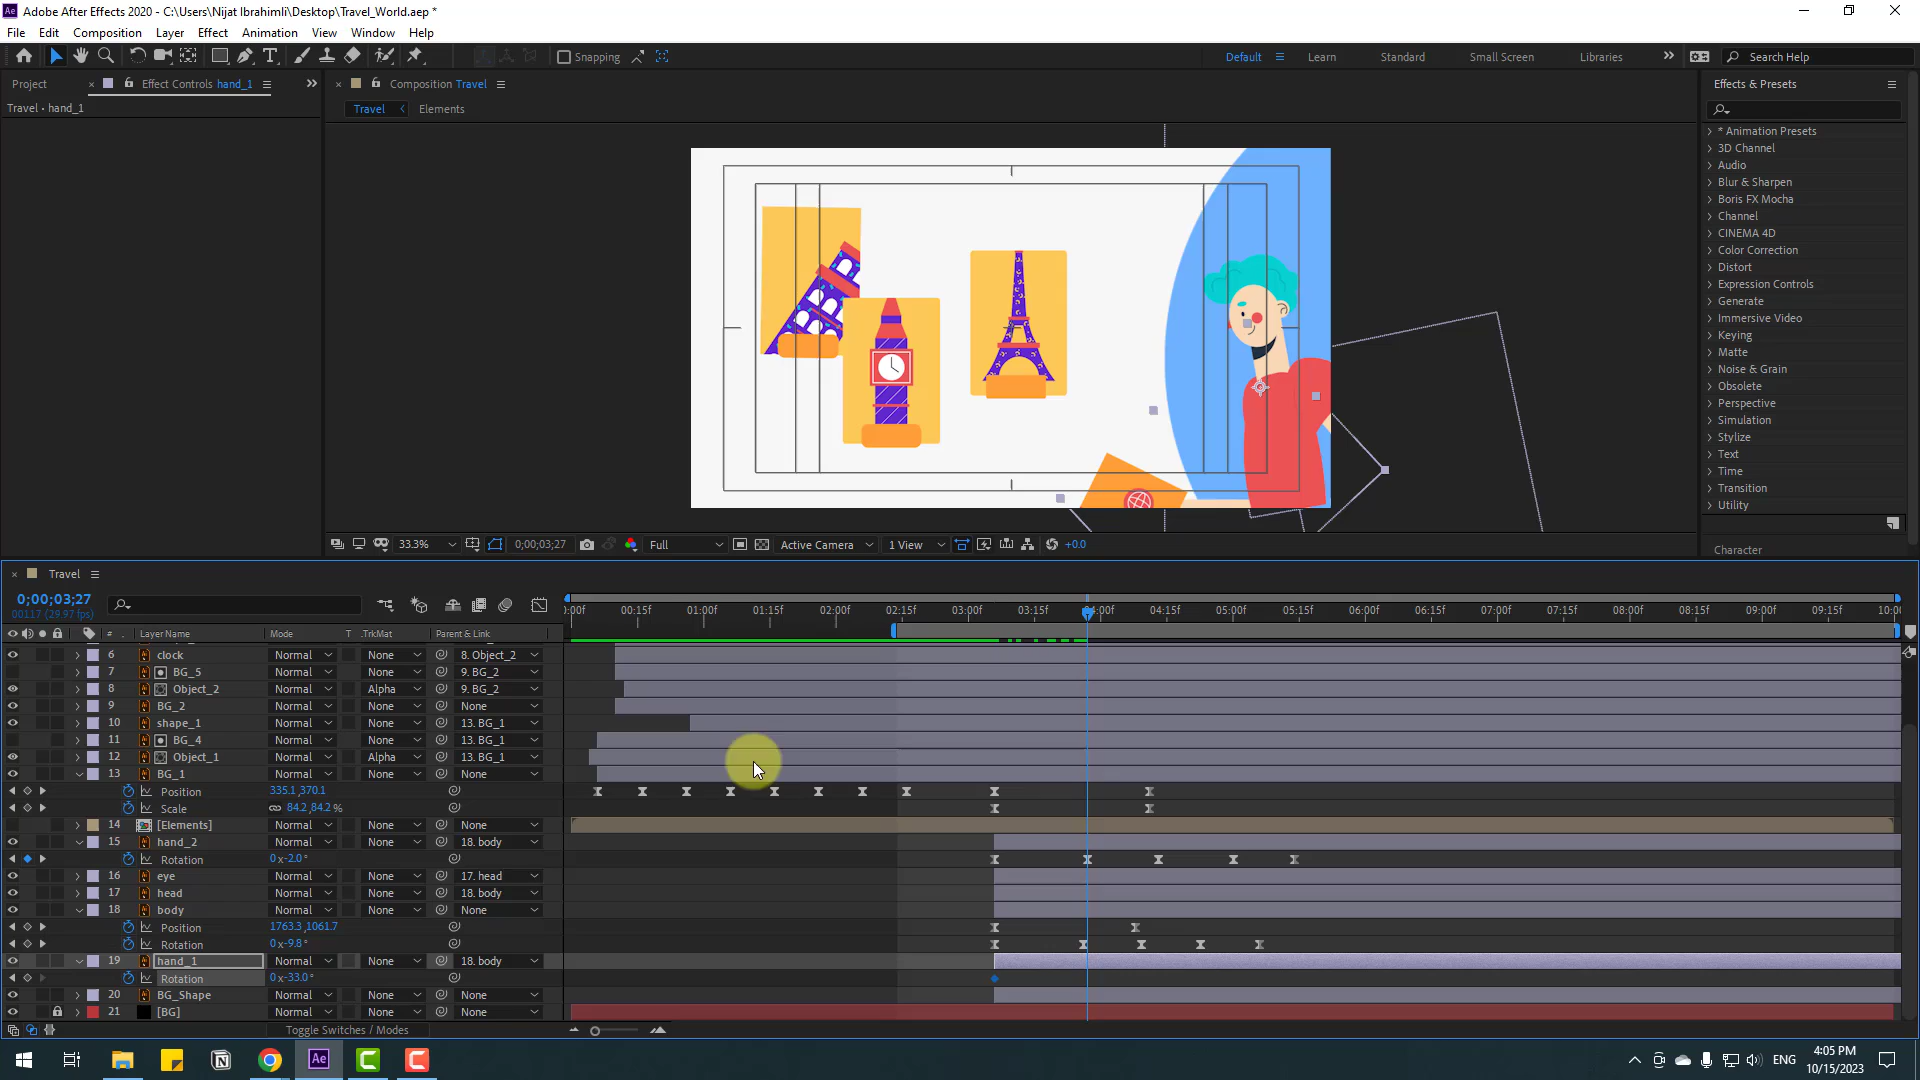 Adobe After Effects 2020 - C:\Users\Nijat Ibrahimli\Desktop\Travel_World.aep *
File Edit Composition Layer Effect Animation View Window Help
Snapping Default Learn Standard Small Screen Libraries Search Help
Project Effect Controls hand_1 Composition Travel Effects & Presets
Travel • hand_1 Travel Elements
* Animation Presets
3D Channel
Audio
Blur & Sharpen
Boris FX Mocha
Channel
CINEMA 4D
Color Correction
Distort
Expression Controls
Generate
Immersive Video
Keying
Matte
Noise & Grain
Obsolete
Perspective
Simulation
Stylize
Text
Time
Transition
Utility
Character
33.3% 0;00;03;27 Full Active Camera 1 View +0.0
Travel
0;00;03;27
00117 (29.97 fps)
:00f 00:15f 01:00f 01:15f 02:00f 02:15f 03:00f 03:15f 04:00f 04:15f 05:00f 05:15f 06:00f 06:15f 07:00f 07:15f 08:00f 08:15f 09:00f 09:15f 10:00f
# Layer Name Mode T .TrkMat Parent & Link
6 clock Normal None 8. Object_2
7 BG_5 Normal None 9. BG_2
8 Object_2 Normal Alpha 9. BG_2
9 BG_2 Normal None None
10 shape_1 Normal None 13. BG_1
11 BG_4 Normal None 13. BG_1
12 Object_1 Normal Alpha 13. BG_1
13 BG_1 Normal None None
Position 335.1,370.1
Scale 84.2,84.2 %
14 [Elements] Normal None None
15 hand_2 Normal None 18. body
Rotation 0 x-2.0°
16 eye Normal None 17. head
17 head Normal None 18. body
18 body Normal None None
Position 1763.3,1061.7
Rotation 0 x-9.8°
19 hand_1 Normal None 18. body
Rotation 0 x-33.0°
20 BG_Shape Normal None None
21 [BG] Normal None None
Toggle Switches / Modes
Ae ENG 4:05 PM
10/15/2023